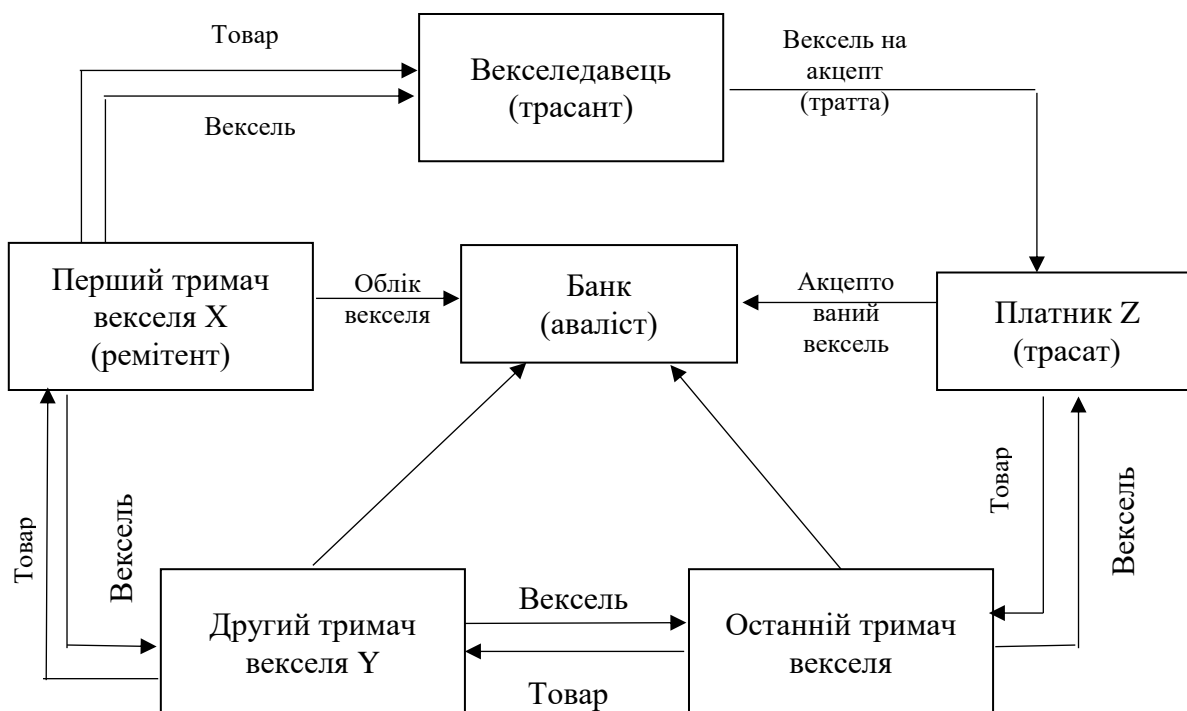 Товар
Векселедавець
(трасант)
Вексель на
акцепт
(тратта)
Вексель
Перший тримач
векселя X
(ремітент)
Облік
векселя
Банк
(аваліст)
Акцепто
ваний
вексель
Платник Z
(трасат)
Товар
Вексель
Товар
Вексель
Другий тримач
векселя Y
Вексель
Товар
Останній тримач
векселя